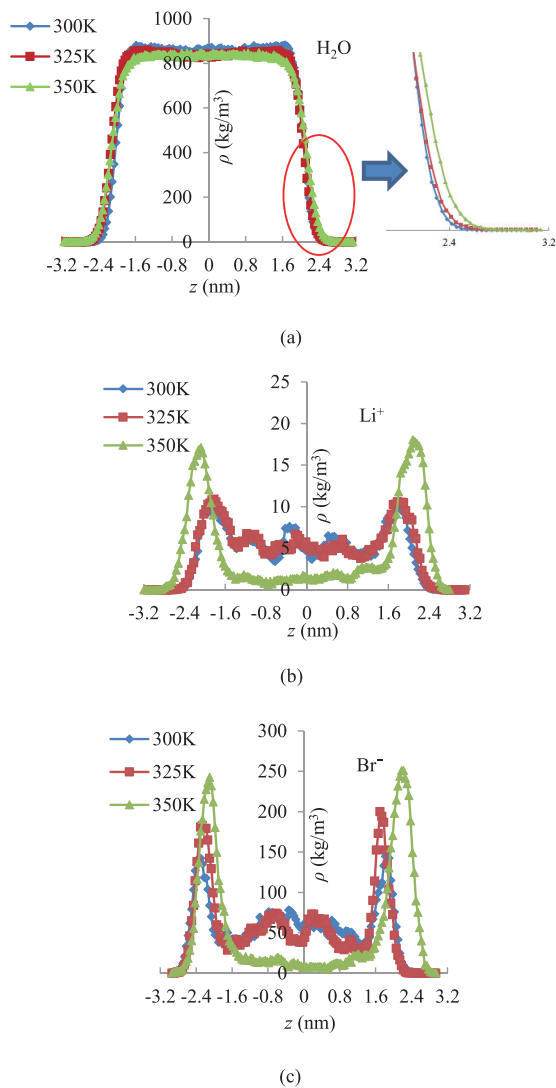 300K
325K
350K
1000
800
600
400
200
0
ρ (kg/m³)
H₂O
-3.2 -2.4 -1.6 -0.8 0 0.8 1.6 2.4 3.2
z (nm)
2.4 3.2
(a)
300K
325K
350K
25
20
15
10
5
0
ρ (kg/m³)
Li⁺
-3.2 -2.4 -1.6 -0.8 0 0.8 1.6 2.4 3.2
z (nm)
(b)
300K
325K
350K
300
250
200
150
100
50
0
ρ (kg/m³)
Br⁻
-3.2 -2.4 -1.6 -0.8 0 0.8 1.6 2.4 3.2
z (nm)
(c)